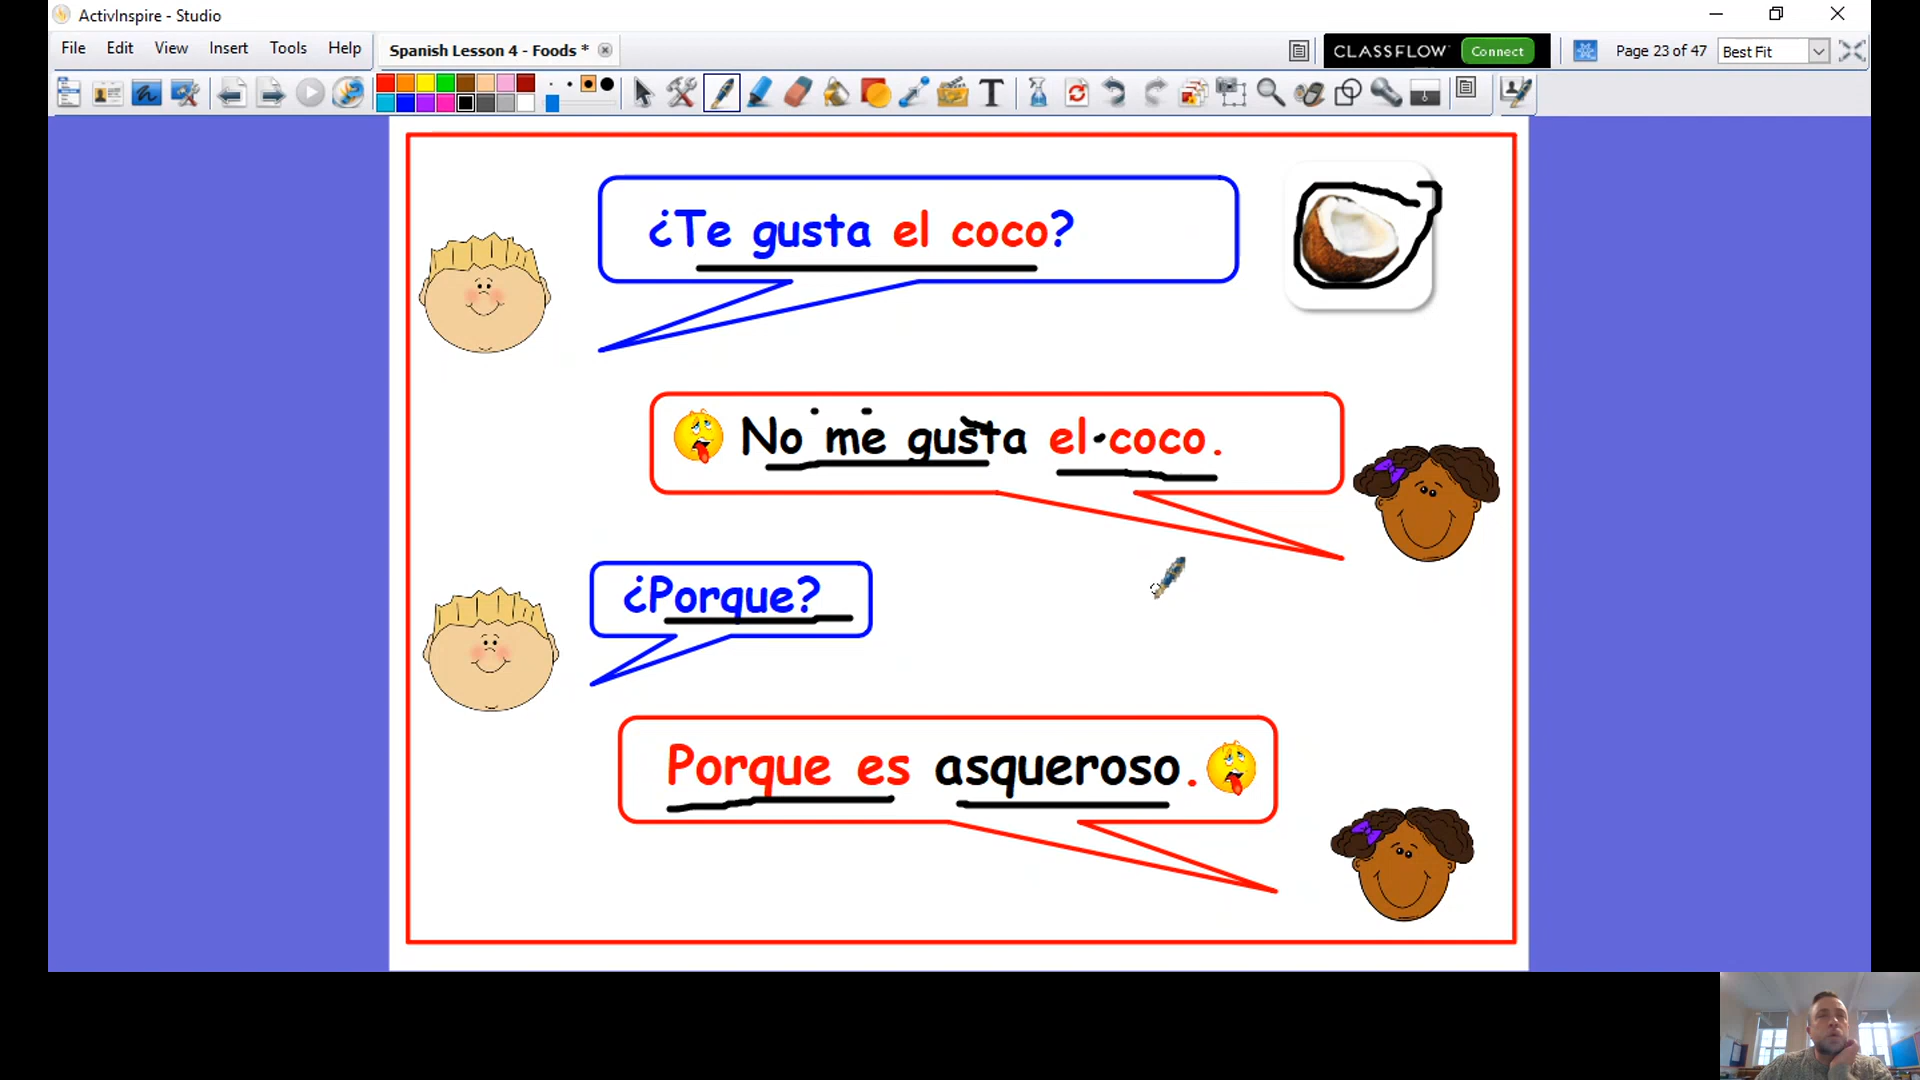 ActivInspire - Studio
File Edit View Insert Tools Help
Spanish Lesson 4 - Foods *
CLASSFLOW Connect
Page 23 of 47
Best Fit
¿Te gusta el coco?
No me gusta el coco.
¿Porque?
Porque es asqueroso.